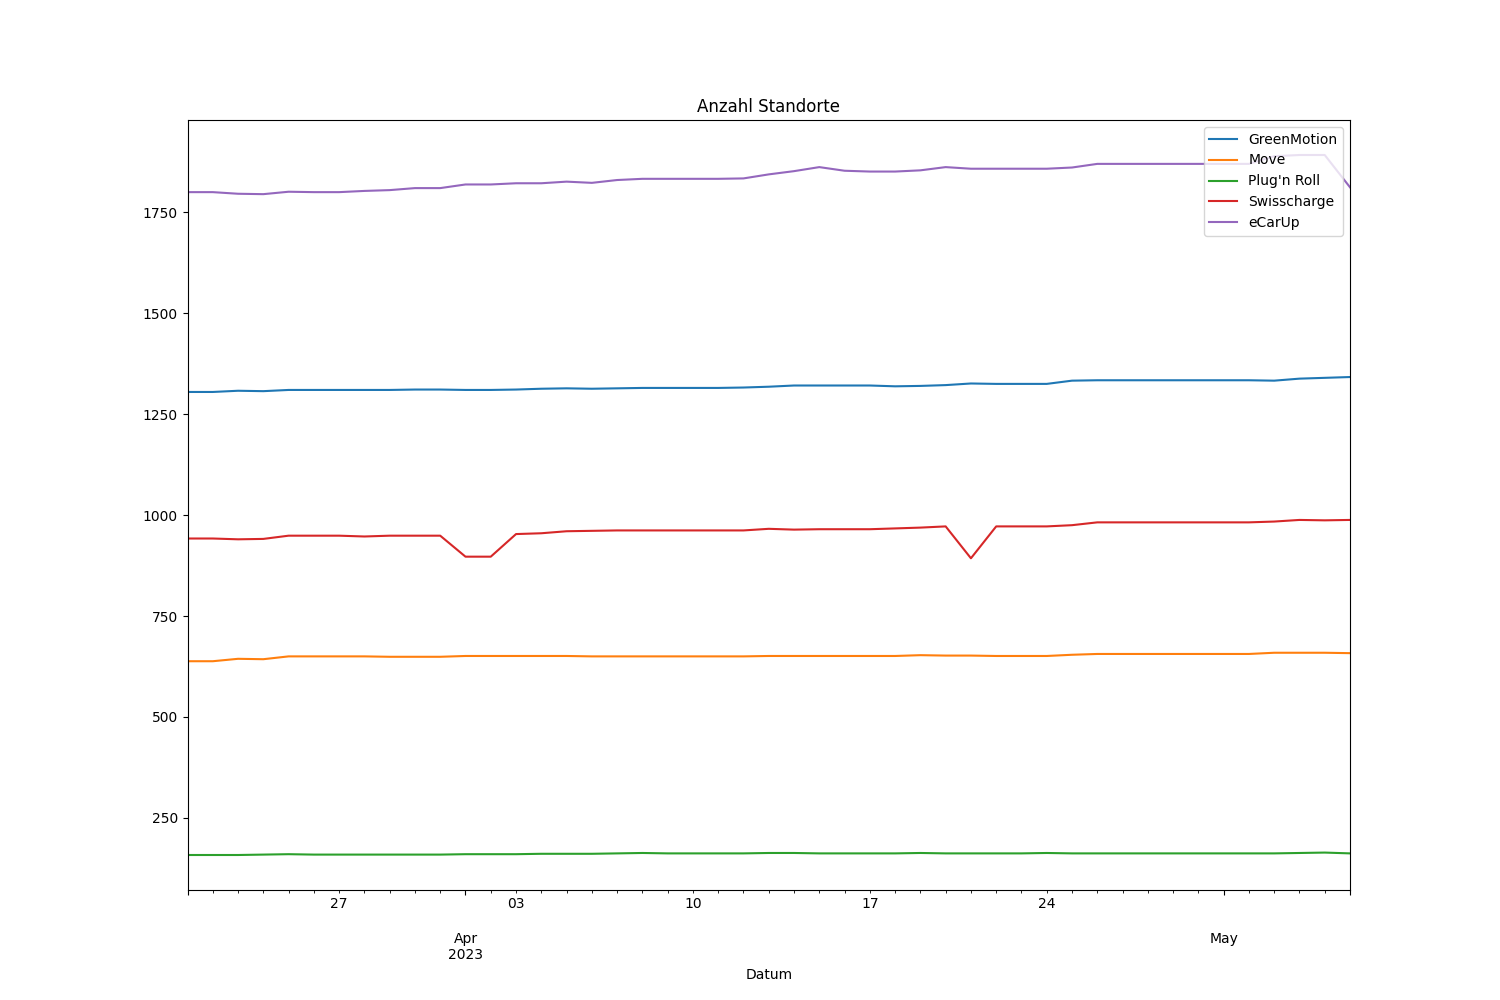 Anzahl Standorte
GreenMotion
Move
Plug'n Roll
Swisscharge
eCarUp
1750
1500
1250
1000
750
500
250
27
03
10
17
24
Apr
2023
May
Datum